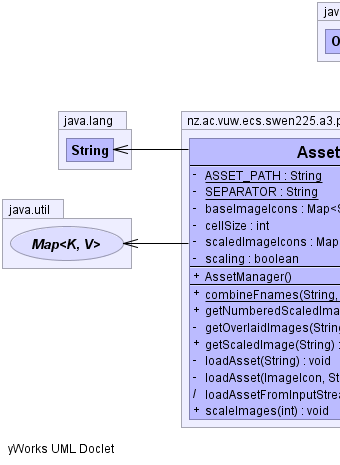 jav
O
java.lang
String
nz.ac.vuw.ecs.swen225.a3.p
Asset
- ASSET_PATH : String
- SEPARATOR : String
- baseImageIcons : Map<S
- cellSize : int
- scaledImageIcons : Map
- scaling : boolean
+ AssetManager()
+ combineFnames(String,
+ getNumberedScaledIma
- getOverlaidImages(String
+ getScaledImage(String) :
- loadAsset(String) : void
- loadAsset(ImageIcon, St
/ loadAssetFromInputStrea
+ scaleImages(int) : void
java.util
Map<K, V>
yWorks UML Doclet